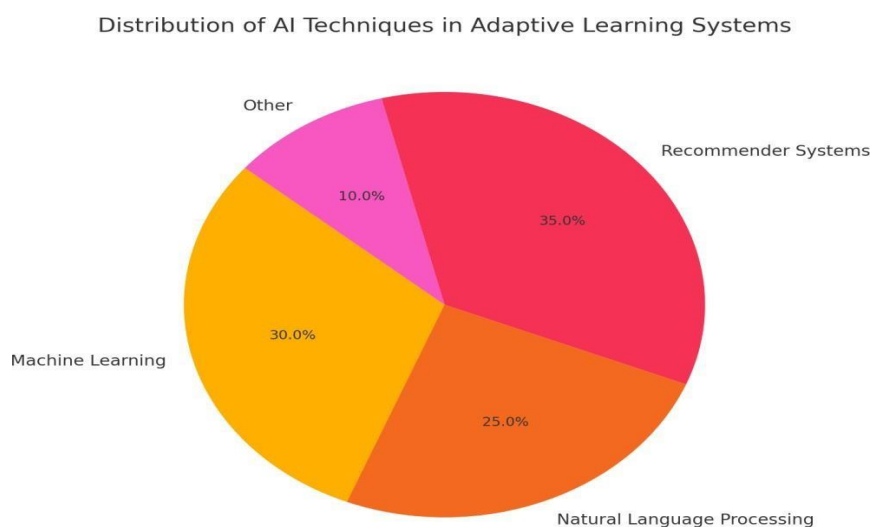 Distribution of AI Techniques in Adaptive Learning Systems
Other
Recommender Systems
10.0%
35.0%
30.0%
Machine Learning
25.0%
Natural Language Processing